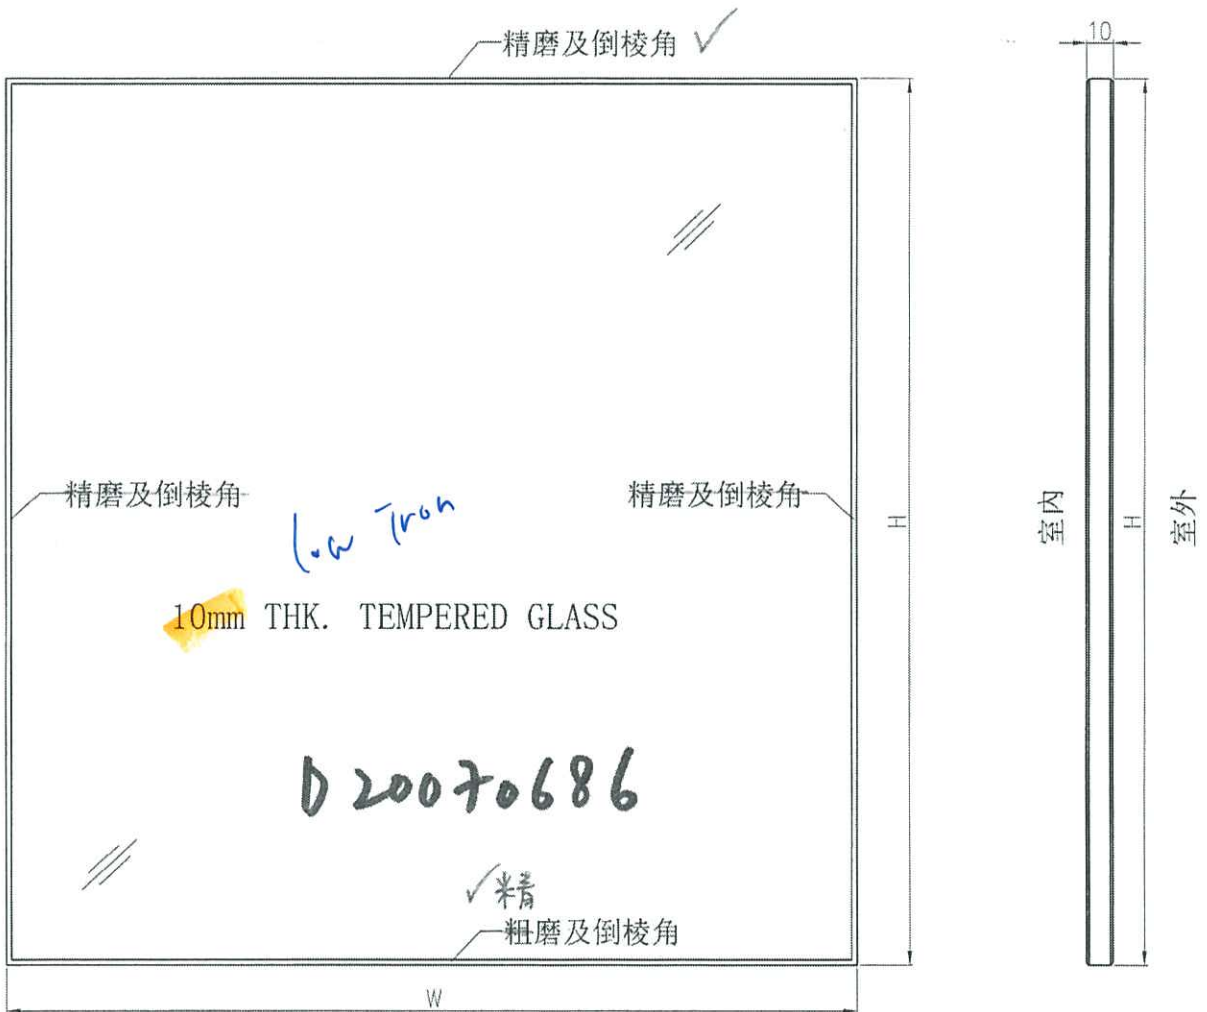 精磨及倒棱角
10
精磨及倒棱角
精磨及倒棱角
low Iron
H
室内
H
室外
10mm THK. TEMPERED GLASS
D20070686
精
粗磨及倒棱角
W